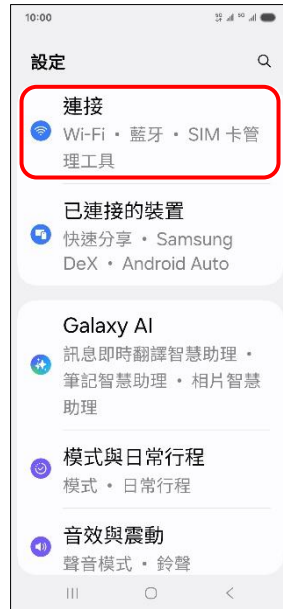 10:00
設定
連接
Wi-Fi • 藍牙 • SIM 卡管
理工具
已連接的裝置
快速分享 • Samsung
DeX • Android Auto
Galaxy AI
訊息即時翻譯智慧助理 •
筆記智慧助理 • 相片智慧
助理
模式與日常行程
模式 • 日常行程
音效與震動
聲音模式 • 鈴聲